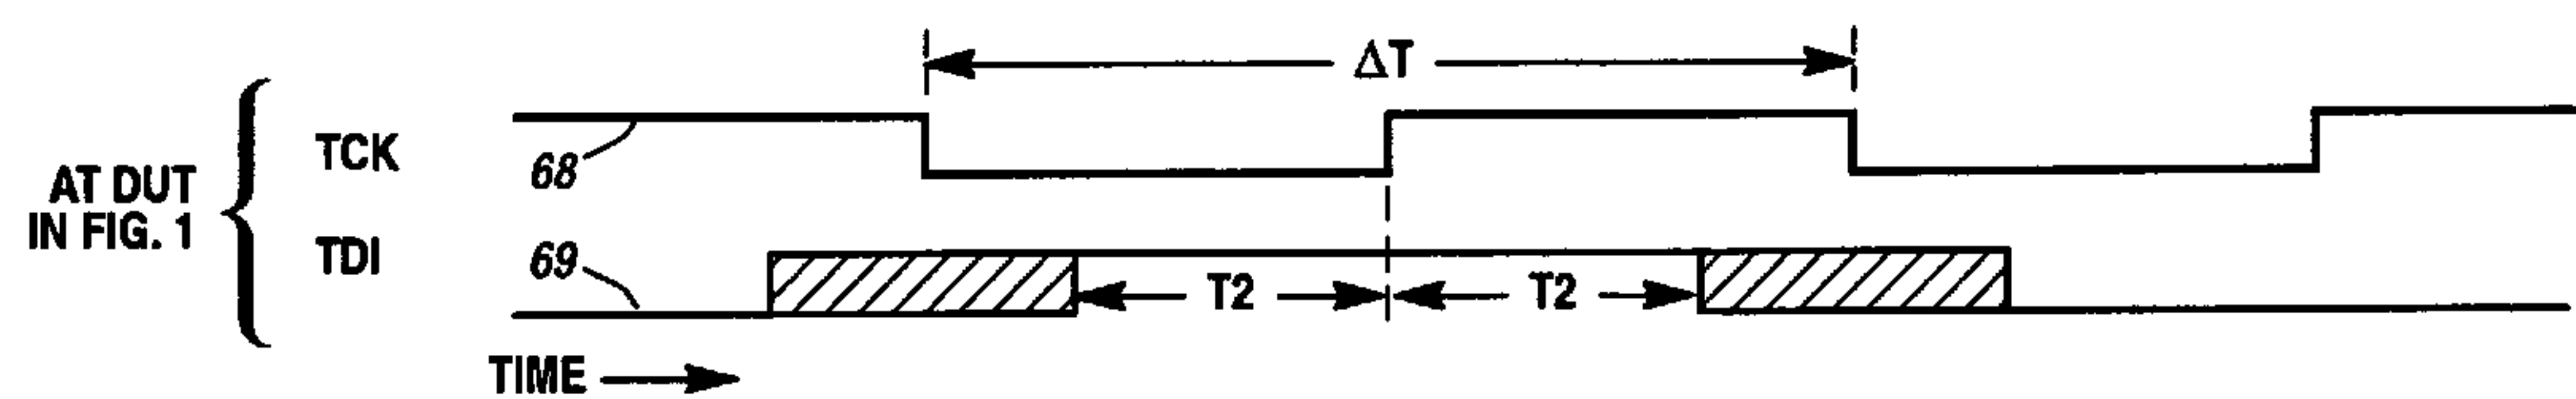 ΔT
AT DUT
IN FIG. 1
TCK
68
TDI
69
T2
T2
TIME